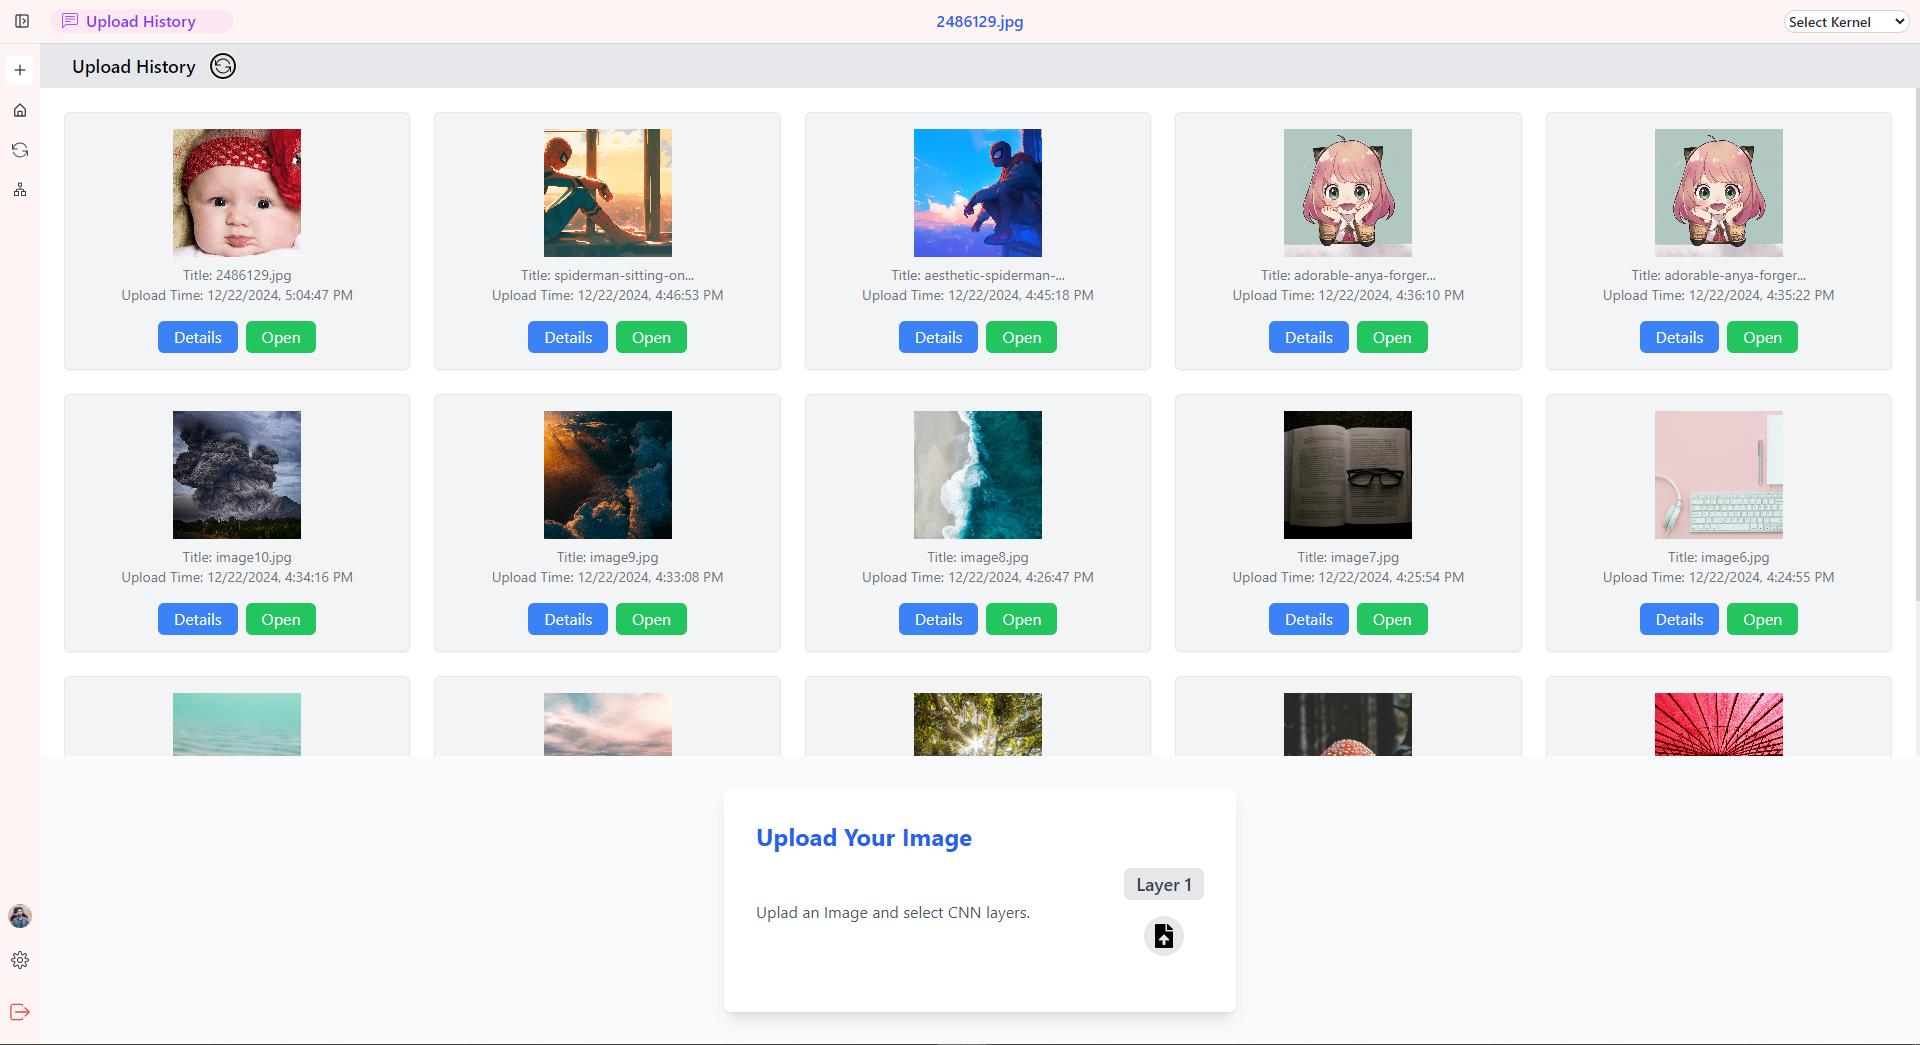 Upload History
2486129.jpg
Select Kernel
Upload History
Title: 2486129.jpg
Upload Time: 12/22/2024, 5:04:47 PM
Details
Open
Title: spiderman-sitting-on...
Upload Time: 12/22/2024, 4:46:53 PM
Details
Open
Title: aesthetic-spiderman-...
Upload Time: 12/22/2024, 4:45:18 PM
Details
Open
Title: adorable-anya-forger...
Upload Time: 12/22/2024, 4:36:10 PM
Details
Open
Title: adorable-anya-forger...
Upload Time: 12/22/2024, 4:35:22 PM
Details
Open
Title: image10.jpg
Upload Time: 12/22/2024, 4:34:16 PM
Details
Open
Title: image9.jpg
Upload Time: 12/22/2024, 4:33:08 PM
Details
Open
Title: image8.jpg
Upload Time: 12/22/2024, 4:26:47 PM
Details
Open
Title: image7.jpg
Upload Time: 12/22/2024, 4:25:54 PM
Details
Open
Title: image6.jpg
Upload Time: 12/22/2024, 4:24:55 PM
Details
Open
Upload Your Image
Layer 1
Uplad an Image and select CNN layers.